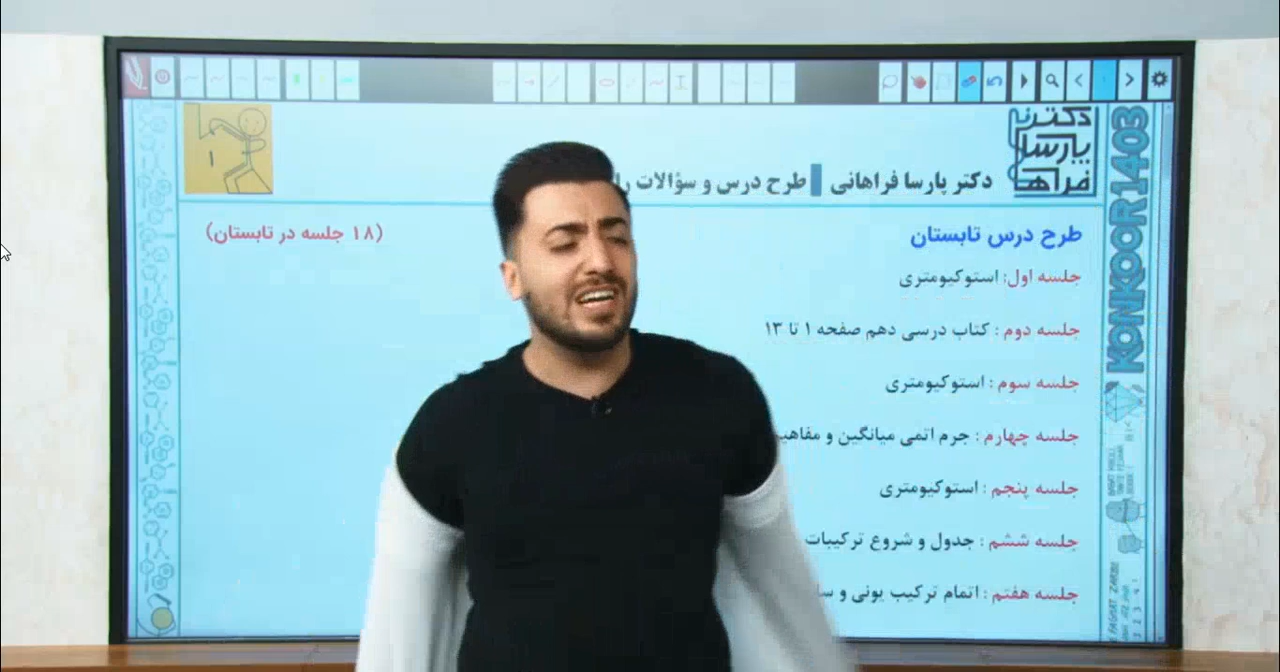 دکتر
پارسا
فراها
KONKOOR1403
دکتر پارسا فراهانی | طرح درس و سؤالات
طرح درس تابستان
(۱۸ جلسه در تابستان)
جلسه اول: استوکیومتری
جلسه دوم : کتاب درسی دهم صفحه ۱ تا ۱۳
جلسه سوم : استوکیومتری
جلسه چهارم : جرم اتمی میانگین و
جلسه پنجم : استوکیومتری
جلسه ششم : جدول و شروع ترکیبات
جلسه هفتم : اتمام ترکیب یونی و